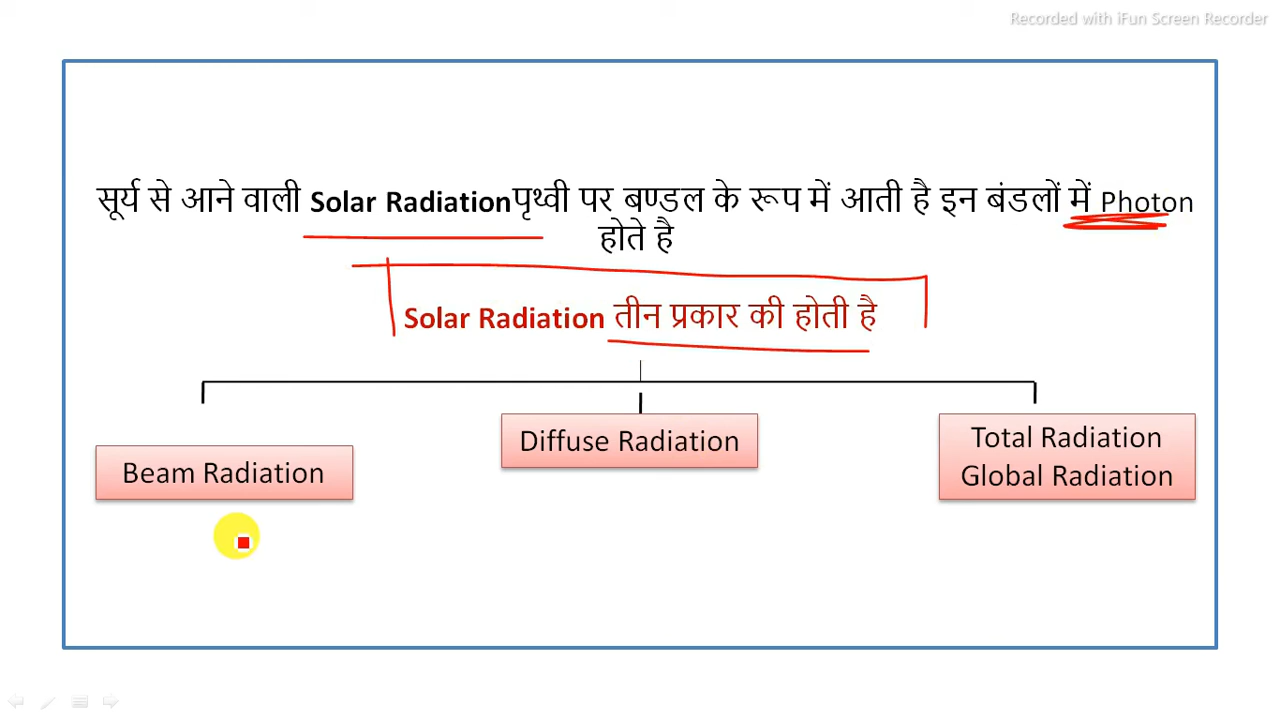 Recorded with iFun Screen Recorder
सूर्य से आने वाली Solar Radiationपृथ्वी पर बण्डल के रूप में आती है इन बंडलों में Photon
होते है
Solar Radiation तीन प्रकार की होती है
Beam Radiation
Diffuse Radiation
Total Radiation
Global Radiation